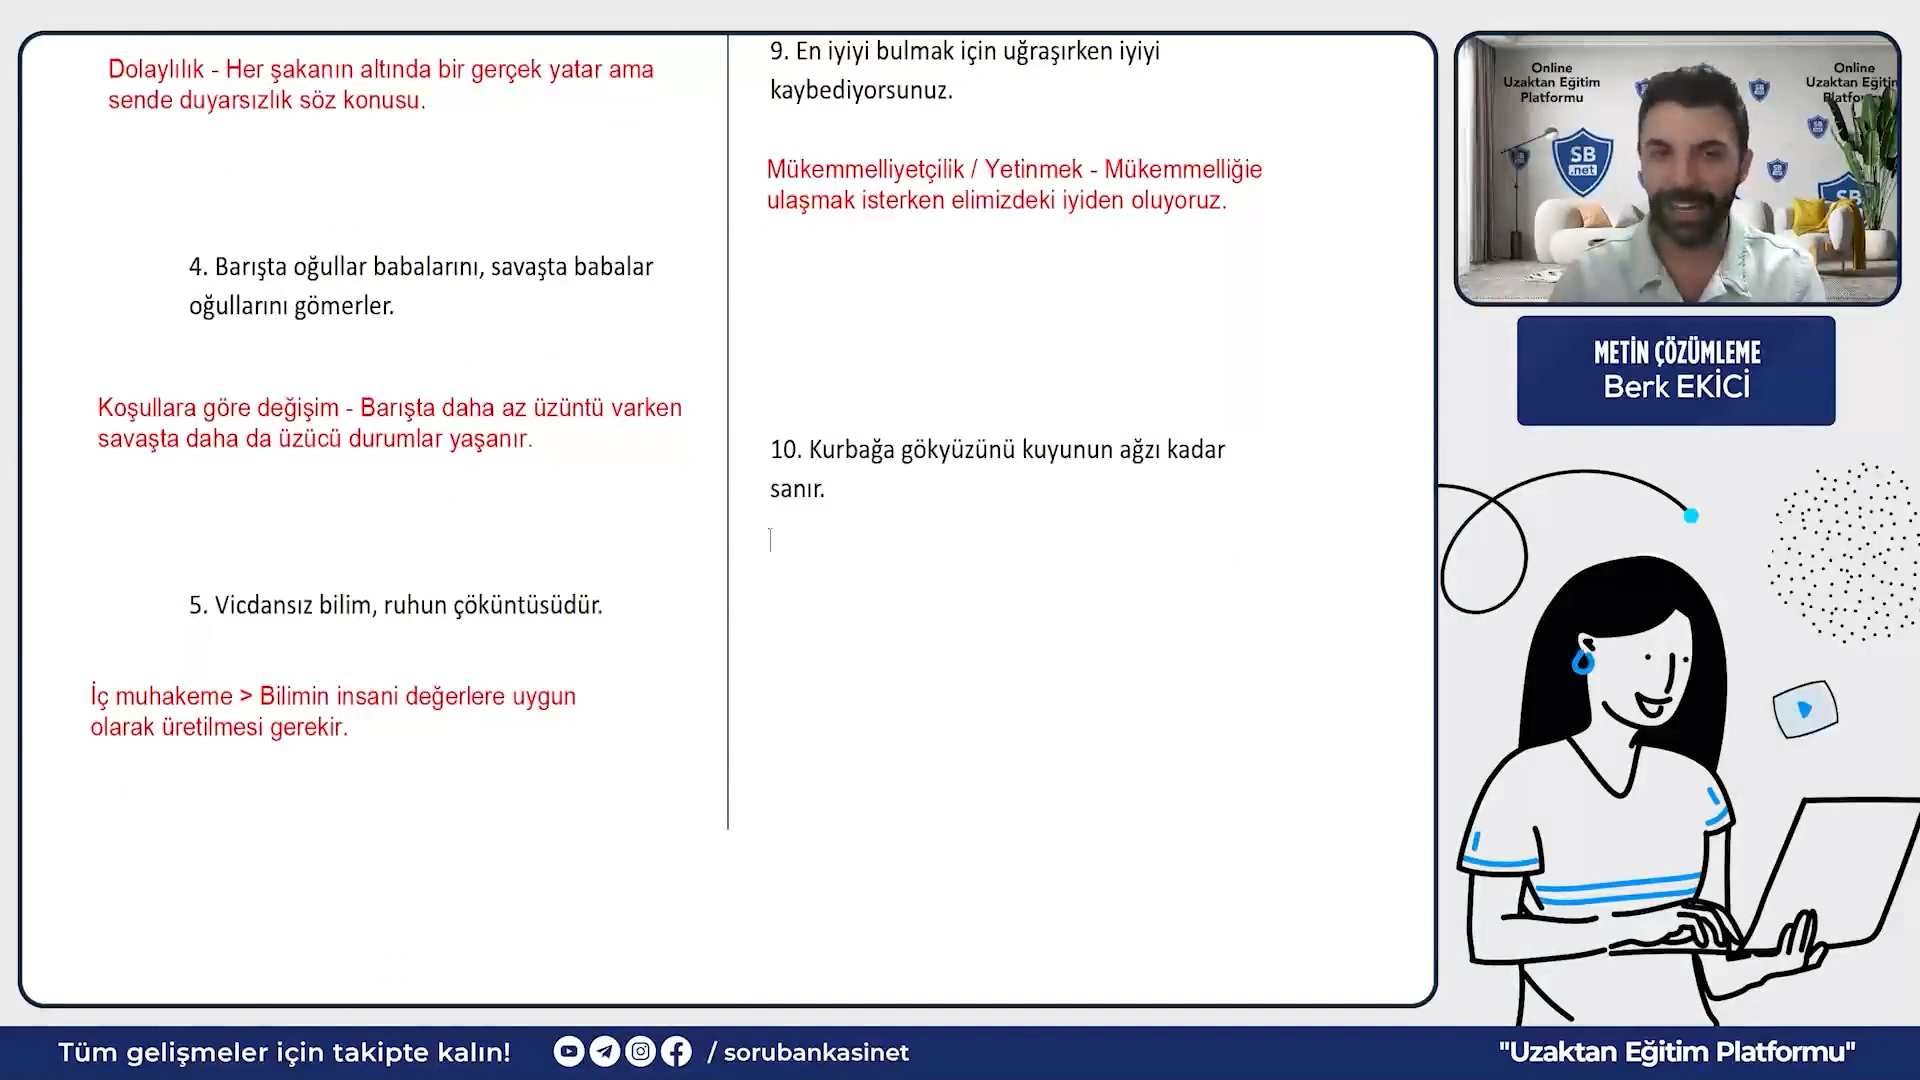 Dolaylılık - Her şakanın altında bir gerçek yatar ama
sende duyarsızlık söz konusu.
4. Barışta oğullar babalarını, savaşta babalar
oğullarını gömerler.
Koşullara göre değişim - Barışta daha az üzüntü varken
savaşta daha da üzücü durumlar yaşanır.
5. Vicdansız bilim, ruhun çöküntüsüdür.
İç muhakeme > Bilimin insani değerlere uygun
olarak üretilmesi gerekir.
9. En iyiyi bulmak için uğraşırken iyiyi
kaybediyorsunuz.
Mükemmelliyetçilik / Yetinmek - Mükemmelliğie
ulaşmak isterken elimizdeki iyiden oluyoruz.
10. Kurbağa gökyüzünü kuyunun ağzı kadar
sanır.
Online
Uzaktan Eğitim
Platformu
Online
Uzaktan Eğitim
SB
.net
SB
METİN ÇÖZÜMLEME
Berk EKİCİ
Tüm gelişmeler için takipte kalın!
/ sorubankasinet
"Uzaktan Eğitim Platformu"